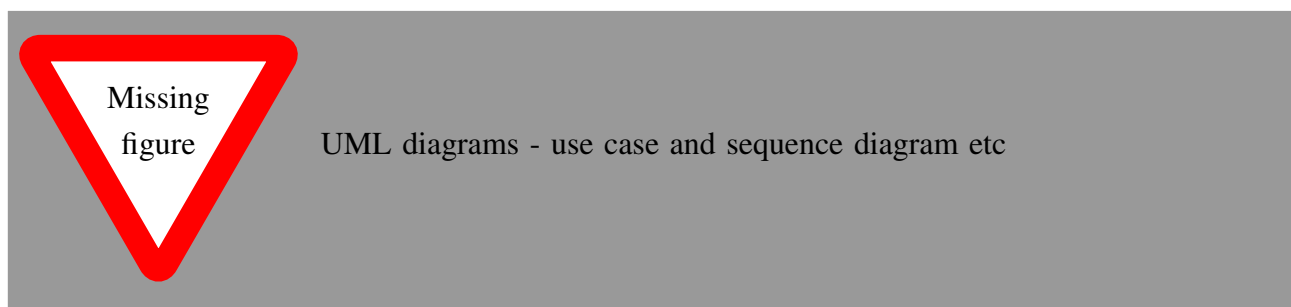 Missing
figure
UML diagrams - use case and sequence diagram etc